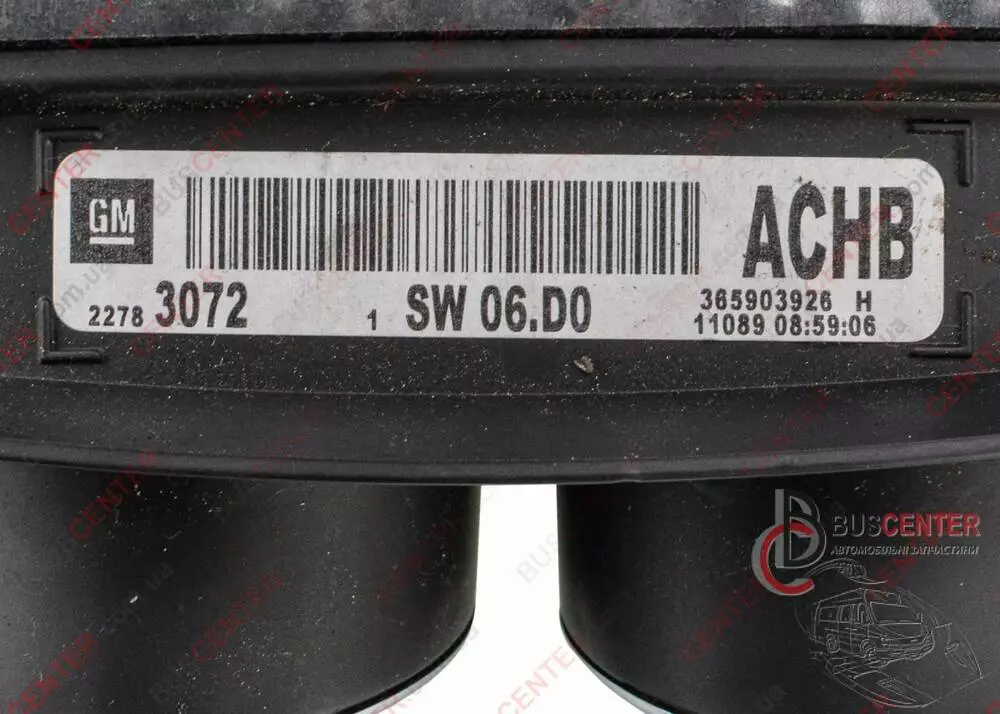 GM
ACHB
2278 3072 1 SW 06.D0
365903926 H
11089 08:59:06
BUSCENTER
АВТОМОБІЛЬНІ ЗАПЧАСТИНИ